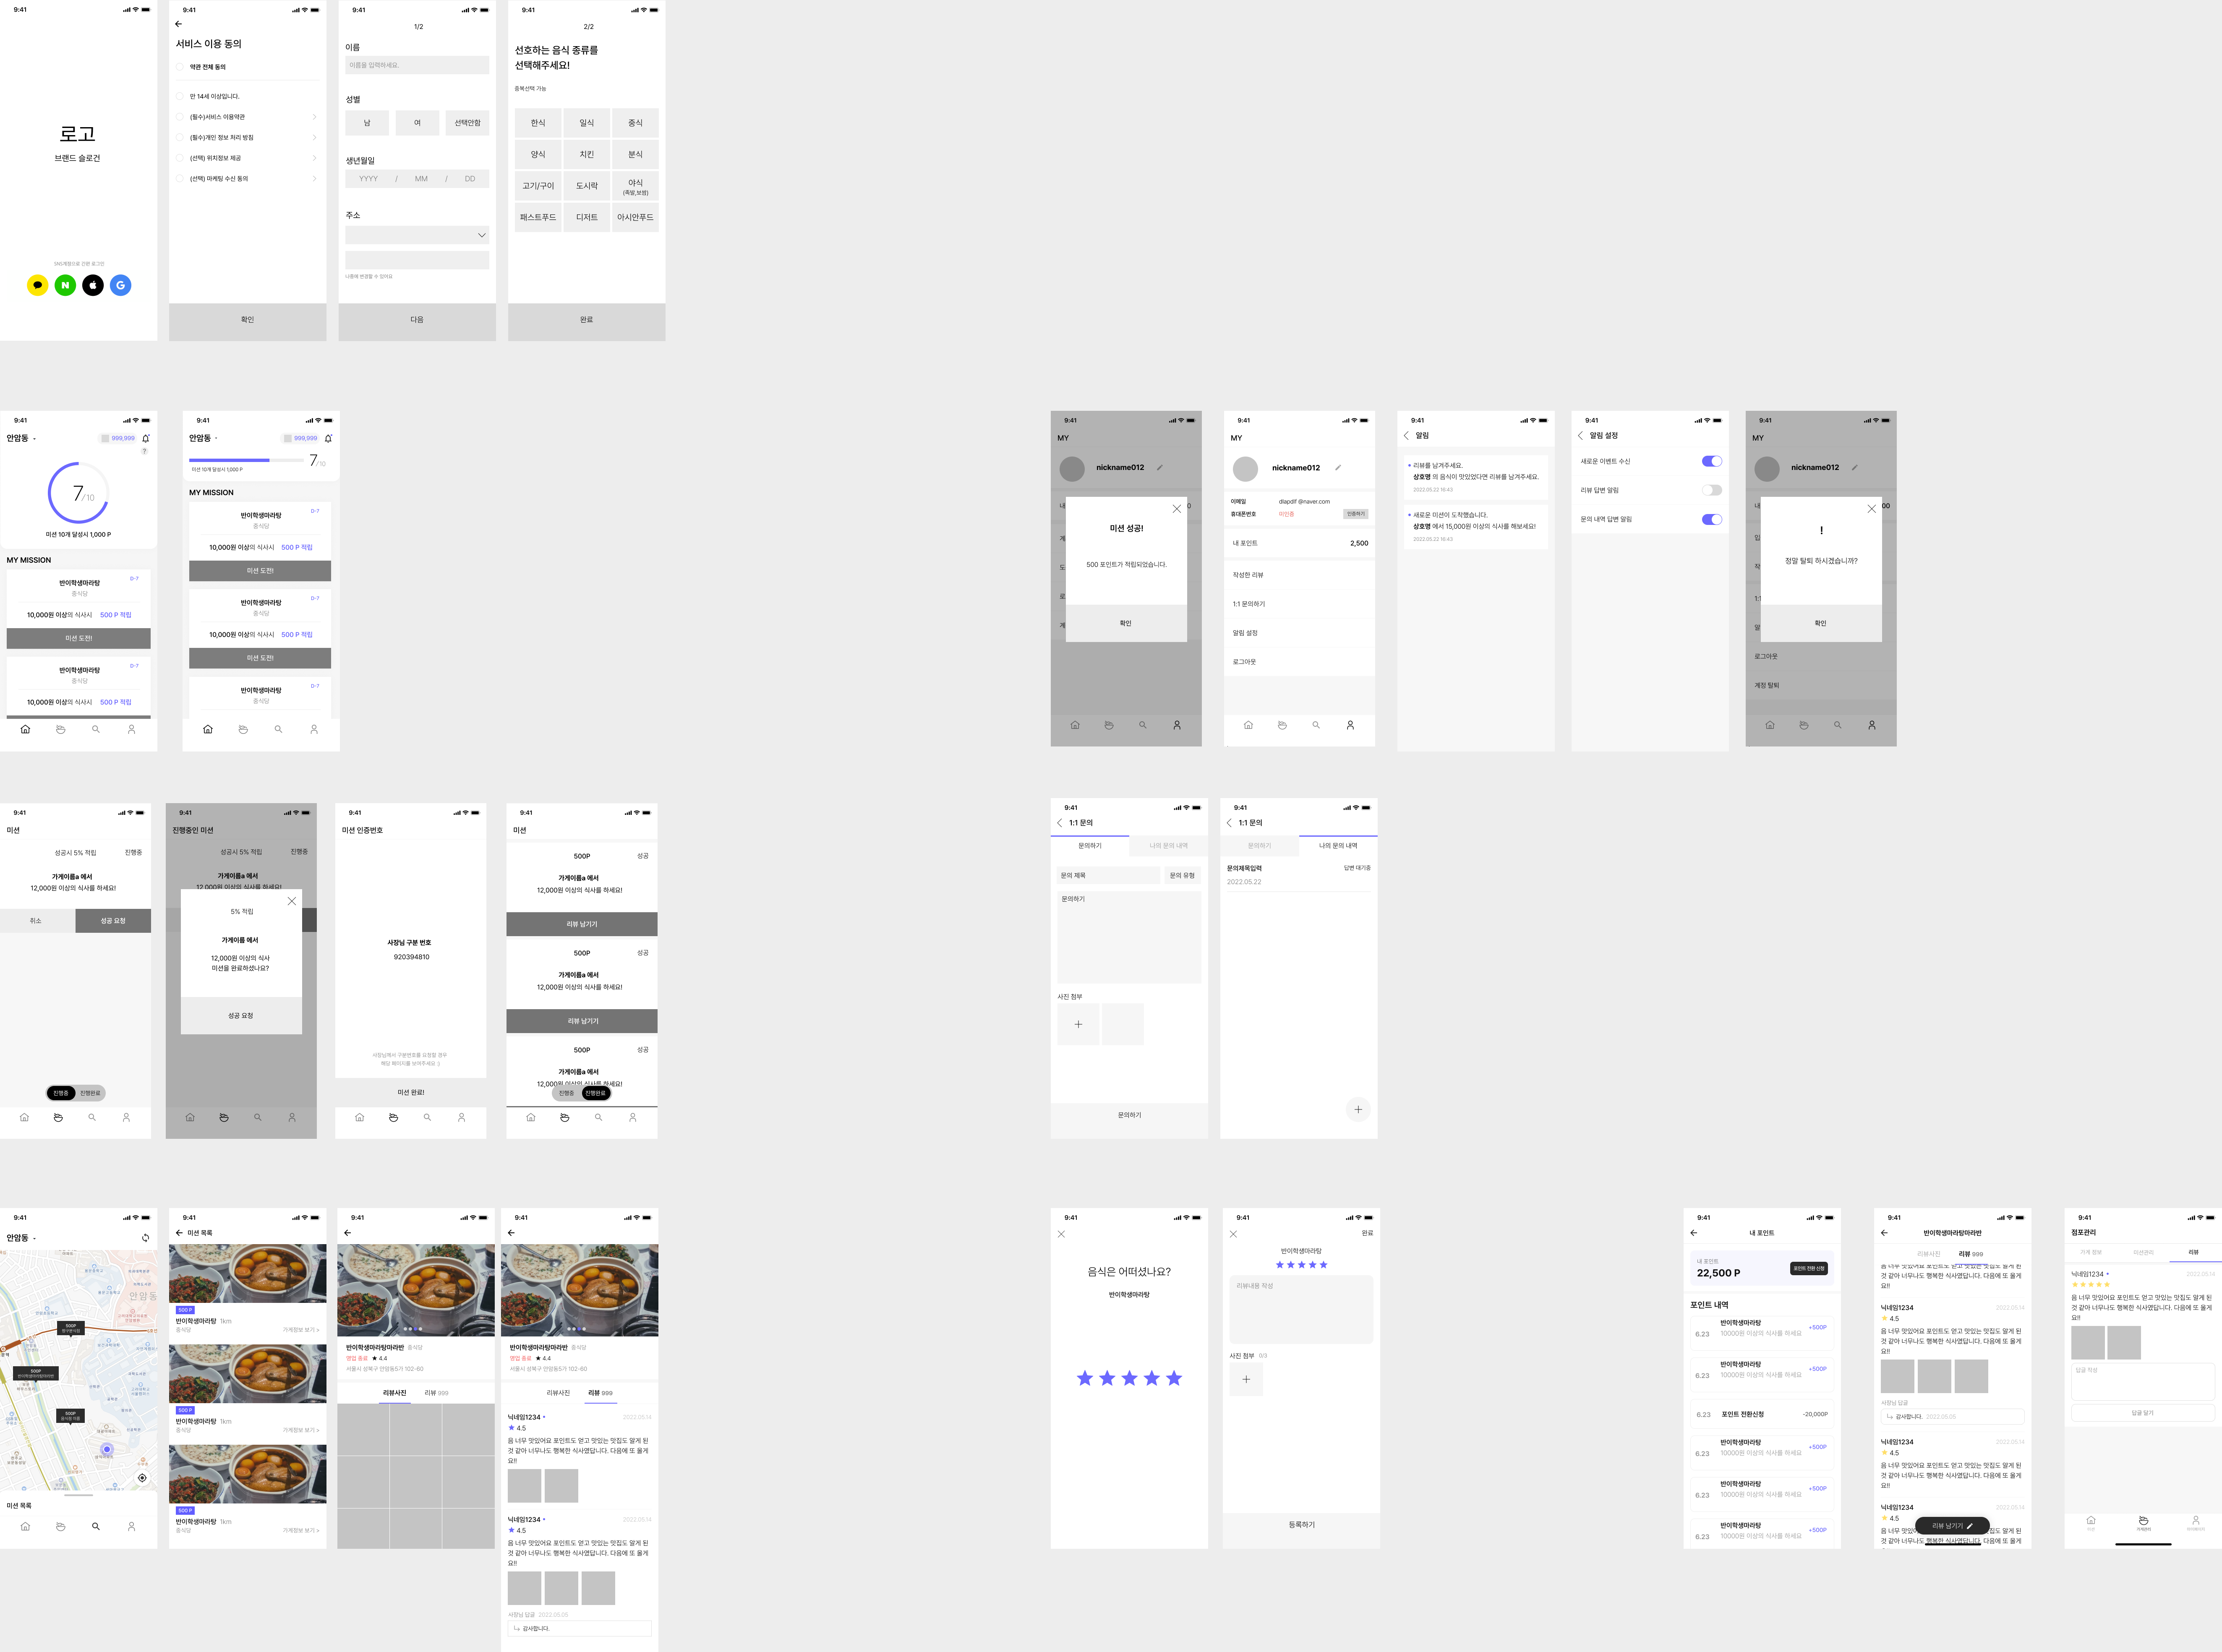 9:41
로고
브랜드 슬로건
SNS계정으로 간편 로그인
9:41
서비스 이용 동의
약관 전체 동의
만 14세 이상입니다.
(필수)서비스 이용약관
(필수)개인 정보 처리 방침
(선택) 위치정보 제공
(선택) 마케팅 수신 동의
확인
9:41
1/2
이름
이름을 입력하세요.
성별
남 여 선택안함
생년월일
YYYY / MM / DD
주소
나중에 변경될 수 있어요
다음
9:41
2/2
선호하는 음식 종류를
선택해주세요!
중복선택 가능
한식 일식 중식
양식 치킨 분식
고기/구이 도시락 야식
(족발,보쌈)
패스트푸드 디저트 아시안푸드
완료
9:41
안암동 999,999
?
7/10
미션 10개 달성시 1,000 P
MY MISSION
반이학생마라탕 D-7
중식당
10,000원 이상의 식사시 500 P 적립
미션 도전!
반이학생마라탕 D-7
중식당
10,000원 이상의 식사시 500 P 적립
9:41
안암동 999,999
7/10
미션 10개 달성시 1,000 P
MY MISSION
반이학생마라탕 D-7
중식당
10,000원 이상의 식사시 500 P 적립
미션 도전!
반이학생마라탕 D-7
중식당
10,000원 이상의 식사시 500 P 적립
미션 도전!
반이학생마라탕 D-7
중식당
9:41
MY
nickname012
미션 성공!
500 포인트가 적립되었습니다.
확인
9:41
MY
nickname012
이메일 dlapdlf @naver.com
휴대폰번호 미인증 인증하기
내 포인트 2,500
작성한 리뷰
1:1 문의하기
알림 설정
로그아웃
9:41
알림
리뷰를 남겨주세요.
상호명 의 음식이 맛있었다면 리뷰를 남겨주세요.
2022.05.22 16:43
새로운 미션이 도착했습니다.
상호명 에서 15,000원 이상의 식사를 해보세요!
2022.05.22 16:43
9:41
알림 설정
새로운 이벤트 수신
리뷰 답변 알림
문의 내역 답변 알림
9:41
MY
nickname012
!
정말 탈퇴 하시겠습니까?
확인
로그아웃
계정 탈퇴
9:41
미션
성공시 5% 적립 진행중
가게이름a 에서
12,000원 이상의 식사를 하세요!
취소 성공 요청
진행중 진행완료
9:41
진행중인 미션
성공시 5% 적립 진행중
가게이름a 에서
12,000원 이상의 식사를 하세요!
5% 적립
가게이름 에서
12,000원 이상의 식사
미션을 완료하셨나요?
성공 요청
9:41
미션 인증번호
사장님 구분 번호
920394810
사장님께서 구분번호를 요청할 경우
해당 페이지를 보여주세요 :)
미션 완료!
9:41
미션
500P 성공
가게이름a 에서
12,000원 이상의 식사를 하세요!
리뷰 남기기
500P 성공
가게이름a 에서
12,000원 이상의 식사를 하세요!
리뷰 남기기
500P 성공
가게이름a 에서
12,000원 이상의 식사를 하세요!
진행중 진행완료
9:41
1:1 문의
문의하기 나의 문의 내역
문의 제목 문의 유형
문의하기
사진 첨부
문의하기
9:41
1:1 문의
문의하기 나의 문의 내역
문의제목입력 답변 대기중
2022.05.22
9:41
안암동
안암동
500P
500P
반이학생마라탕마라반
500P
미션 목록
9:41
미션 목록
500 P
반이학생마라탕 1km
중식당 가게정보 보기 >
500 P
반이학생마라탕 1km
중식당 가게정보 보기 >
500 P
반이학생마라탕 1km
중식당 가게정보 보기 >
9:41
반이학생마라탕마라반 중식당
영업 종료 ★ 4.4
서울시 성북구 안암동5가 102-60
리뷰사진 리뷰 999
9:41
반이학생마라탕마라반 중식당
영업 종료 ★ 4.4
서울시 성북구 안암동5가 102-60
리뷰사진 리뷰 999
닉네임1234 2022.05.14
★ 4.5
음 너무 맛있어요 포인트도 얻고 맛있는 맛집도 알게 된
것 같아 너무나도 행복한 식사였답니다. 다음에 또 올게
요!!
닉네임1234 2022.05.14
★ 4.5
음 너무 맛있어요 포인트도 얻고 맛있는 맛집도 알게 된
것 같아 너무나도 행복한 식사였답니다. 다음에 또 올게
요!!
사장님 답글 2022.05.05
감사합니다.
9:41
음식은 어떠셨나요?
반이학생마라탕
9:41
완료
반이학생마라탕
리뷰내용 작성
사진 첨부 0/3
등록하기
9:41
내 포인트
내 포인트
22,500 P 포인트 전환 신청
포인트 내역
반이학생마라탕
6.23 10000원 이상의 식사를 하세요 +500P
반이학생마라탕
6.23 10000원 이상의 식사를 하세요 +500P
6.23 포인트 전환신청 -20,000P
반이학생마라탕
6.23 10000원 이상의 식사를 하세요 +500P
반이학생마라탕
6.23 10000원 이상의 식사를 하세요 +500P
반이학생마라탕
6.23 10000원 이상의 식사를 하세요 +500P
9:41
반이학생마라탕마라반
리뷰사진 리뷰 999
음 너무 맛있어요 포인트도 얻고 맛있는 맛집도 알게 된
것 같아 너무나도 행복한 식사였답니다. 다음에 또 올게
요!!
닉네임1234 2022.05.14
★ 4.5
음 너무 맛있어요 포인트도 얻고 맛있는 맛집도 알게 된
것 같아 너무나도 행복한 식사였답니다. 다음에 또 올게
요!!
사장님 답글
감사합니다. 2022.05.05
닉네임1234 2022.05.14
★ 4.5
음 너무 맛있어요 포인트도 얻고 맛있는 맛집도 알게 된
것 같아 너무나도 행복한 식사였답니다. 다음에 또 올게
요!!
닉네임1234 2022.05.14
★ 4.5
음 너무 맛있어요 포인트도 얻고 맛있는 맛집도 알게 된
것 같아 너무나도 행복한 식사였답니다. 다음에 또 올게
리뷰 남기기
9:41
점포관리
가게 정보 미션관리 리뷰
닉네임1234 2022.05.14
음 너무 맛있어요 포인트도 얻고 맛있는 맛집도 알게 된
것 같아 너무나도 행복한 식사였답니다. 다음에 또 올게
요!!
답글 작성
답글 달기